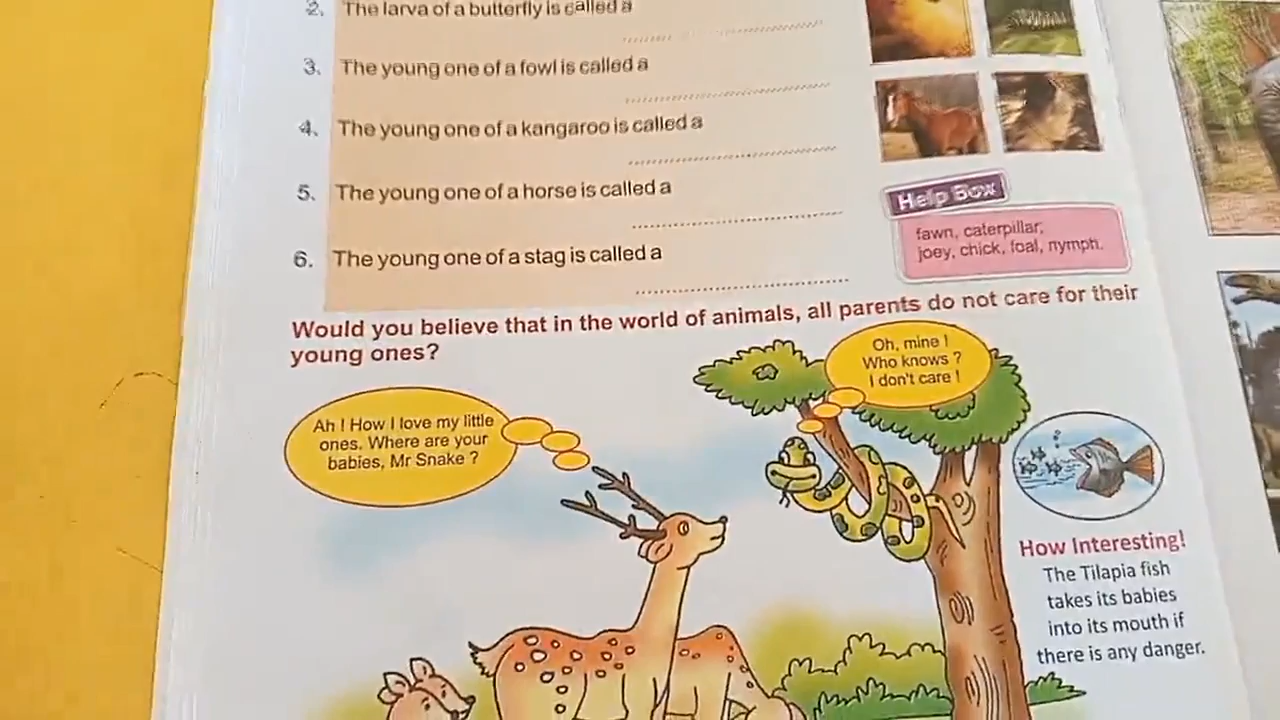 2. The larva of a butterfly is called a
3. The young one of a fowl is called a
4. The young one of a kangaroo is called a
5. The young one of a horse is called a
6. The young one of a stag is called a
Help Box
fawn, caterpillar,
joey, chick, foal, nymph.
Would you believe that in the world of animals, all parents do not care for their
young ones?
Ah ! How I love my little
ones. Where are your
babies, Mr Snake ?
Oh, mine !
Who knows ?
I don't care !
How Interesting!
The Tilapia fish
takes its babies
into its mouth if
there is any danger.